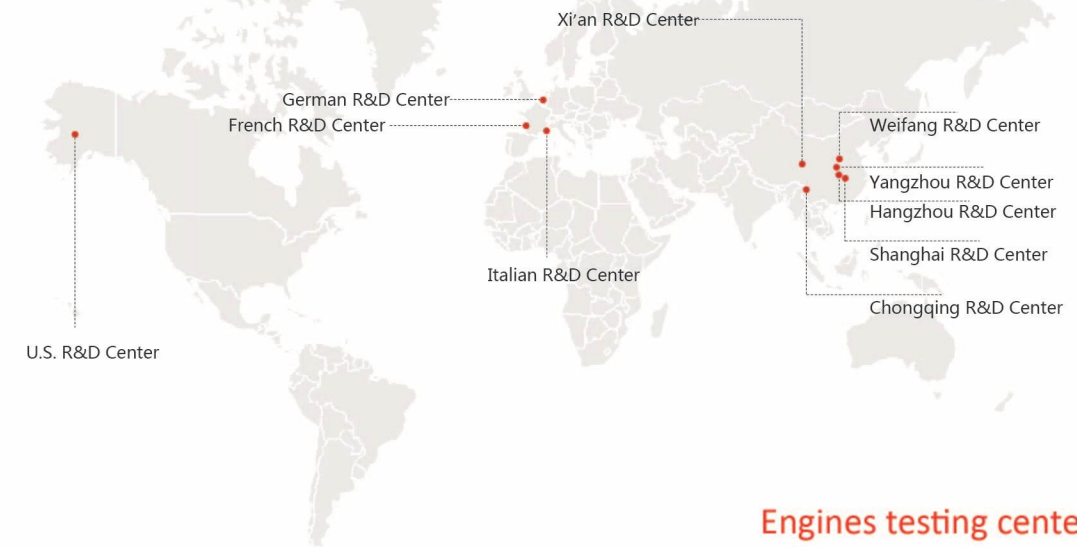 Xi'an R&D Center
German R&D Center
French R&D Center
Weifang R&D Center
Yangzhou R&D Center
Hangzhou R&D Center
Shanghai R&D Center
Italian R&D Center
Chongqing R&D Center
U.S. R&D Center
Engines testing cente